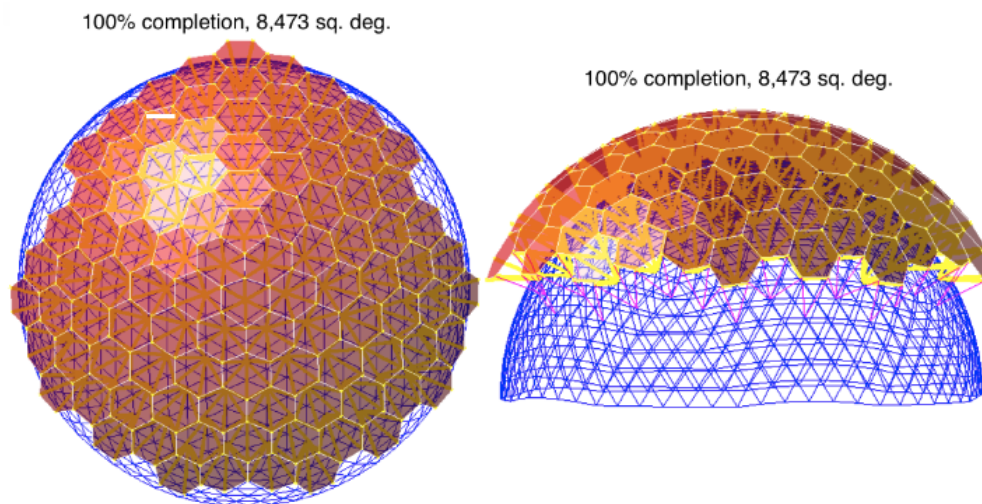 100% completion, 8,473 sq. deg.
100% completion, 8,473 sq. deg.